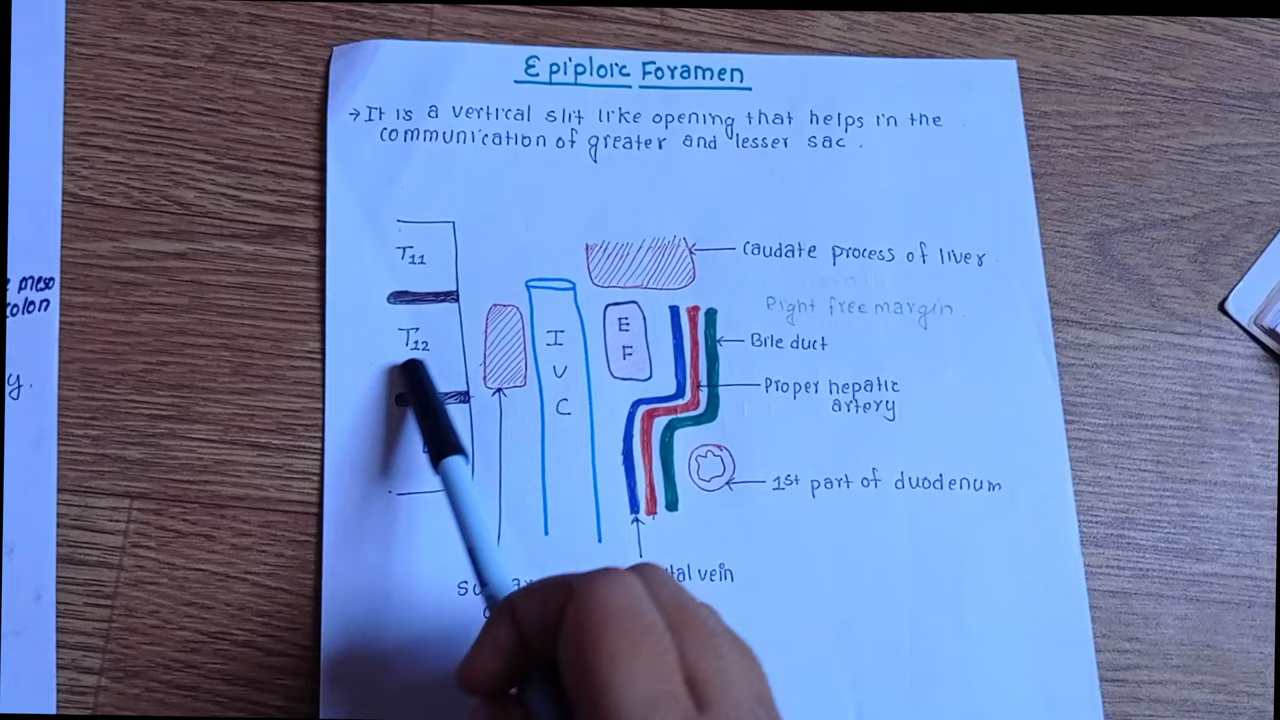 Epiploic Foramen
→ It is a vertical slit like opening that helps in the
communication of greater and lesser sac.
T11
caudate process of liver
Right free margin
e meso
colon
T12
I
V
C
E
F
Bile duct
Proper hepatic
artery
y.
1st part of duodenum
vein